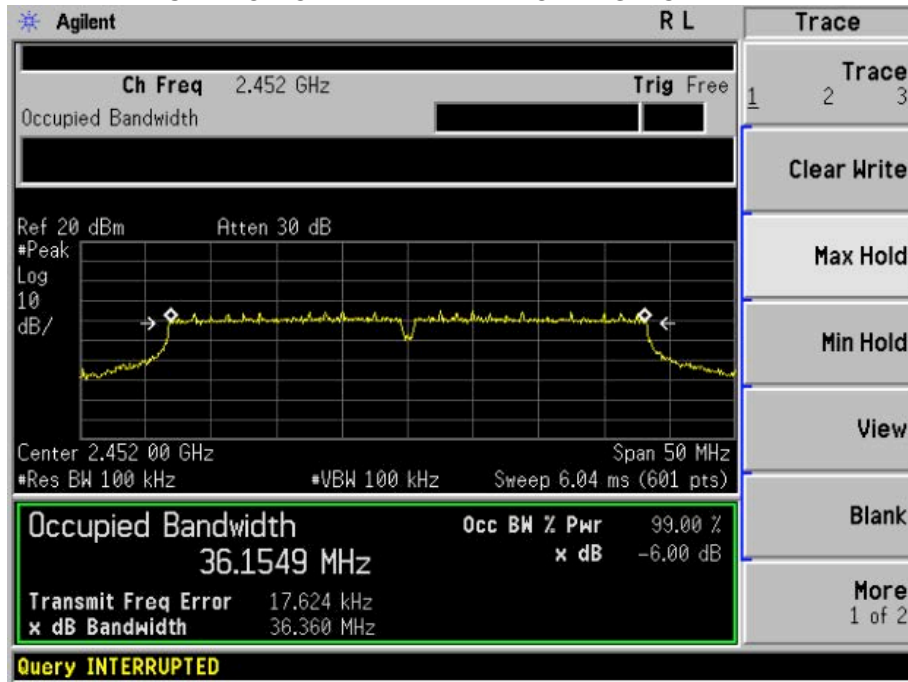 Agilent R L Trace
Ch Freq 2.452 GHz Trig Free
Occupied Bandwidth
Trace
1 2 3
Clear Write
Max Hold
Min Hold
View
Blank
More
1 of 2
Ref 20 dBm Atten 30 dB
#Peak
Log
10
dB/
Center 2.452 00 GHz Span 50 MHz
#Res BW 100 kHz #VBW 100 kHz Sweep 6.04 ms (601 pts)
Occupied Bandwidth Occ BW % Pwr 99.00 %
36.1549 MHz x dB -6.00 dB
Transmit Freq Error 17.624 kHz
x dB Bandwidth 36.360 MHz
Query INTERRUPTED